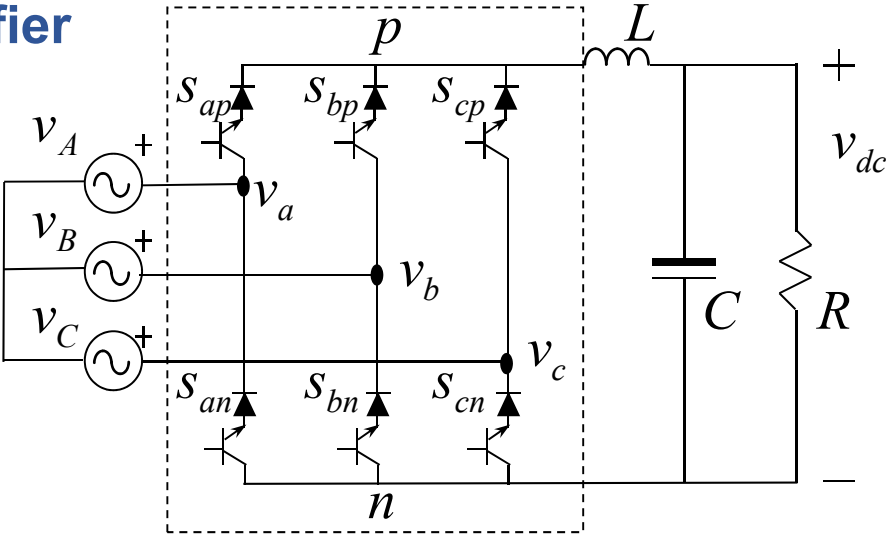 fier
p
L
s_ap s_bp s_cp
+
v_A +
v_dc
v_a
v_B +
v_b
C
R
v_C +
v_c
s_an s_bn s_cn
n
−